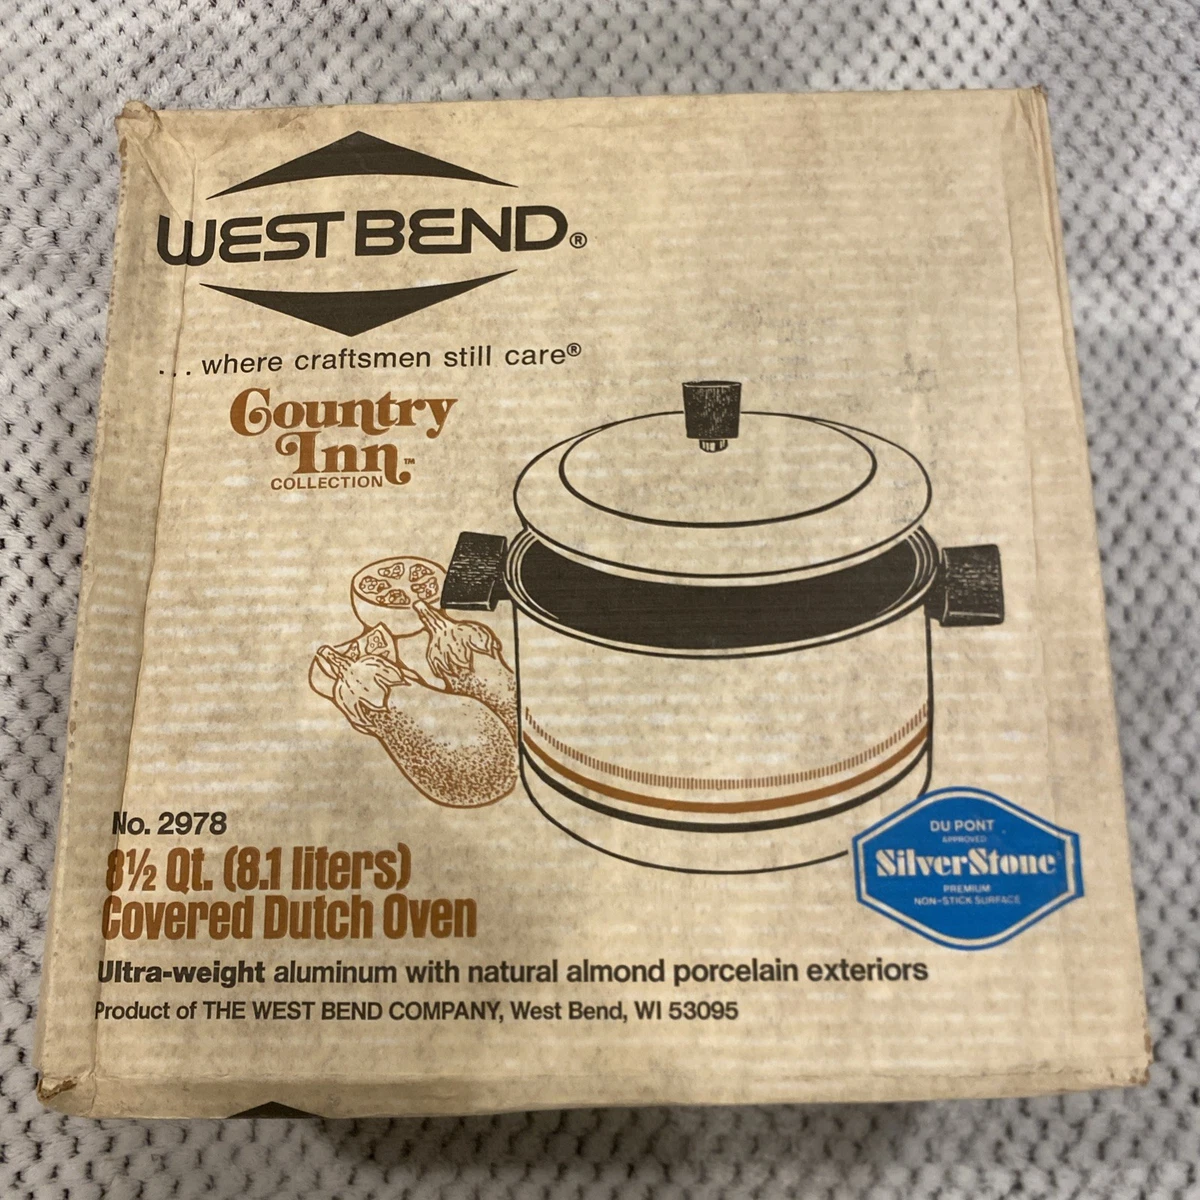 WEST BEND®
...where craftsmen still care®
Country
Inn™
COLLECTION
No. 2978
8½ Qt. (8.1 liters)
Covered Dutch Oven
Ultra-weight aluminum with natural almond porcelain exteriors
Product of THE WEST BEND COMPANY, West Bend, WI 53095
DU PONT
APPROVED
SilverStone
PREMIUM
NON-STICK SURFACE